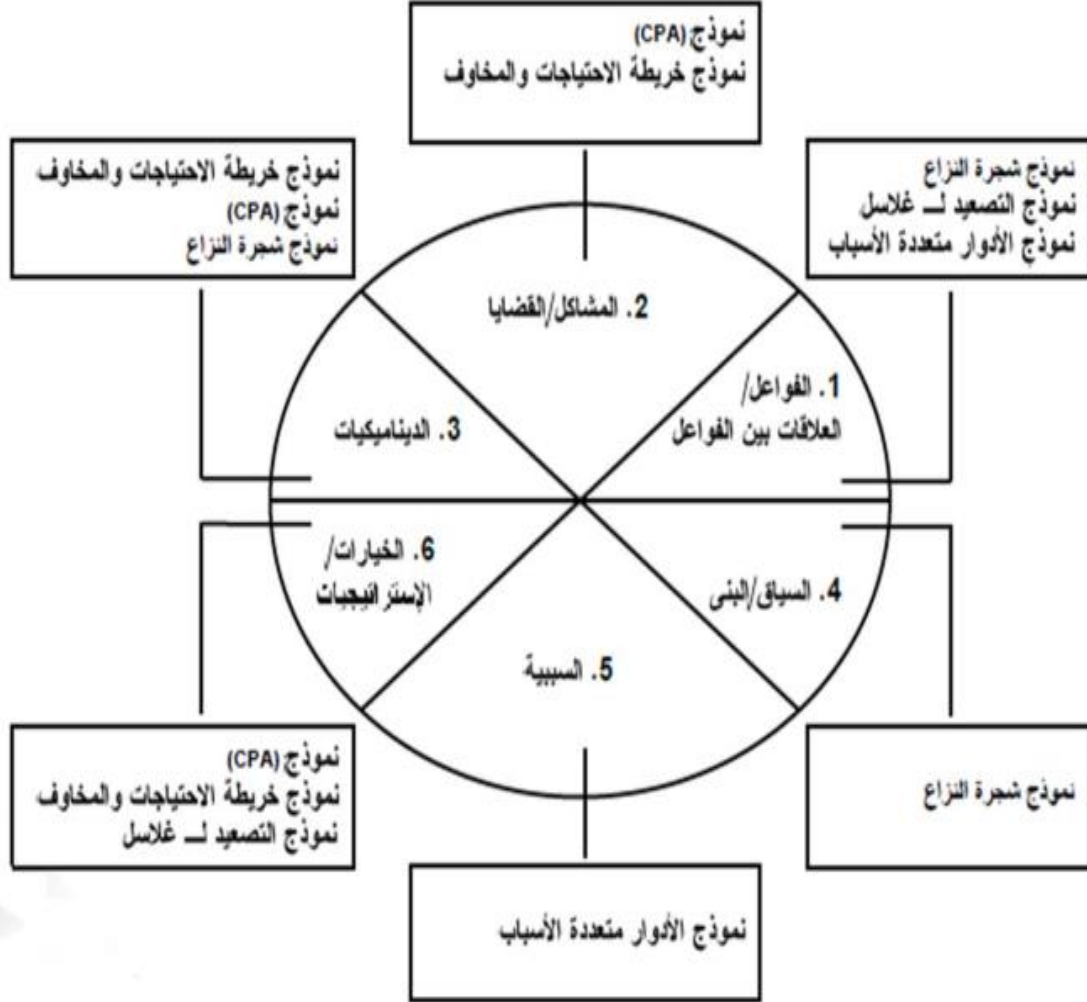 نموذج (CPA)
نموذج خريطة الاحتياجات والمخاوف
نموذج شجرة النزاع
نموذج التصعيد لـ غلاسل
نموذج الأدوار متعددة الأسباب
نموذج خريطة الاحتياجات والمخاوف
نموذج (CPA)
نموذج شجرة النزاع
2. المشاكل/القضايا
1. الفواعل/
العلاقات بين الفواعل
3. الديناميكيات
6. الخيارات/
الإستراتيجيات
4. السياق/البنى
5. السببية
نموذج شجرة النزاع
نموذج (CPA)
نموذج خريطة الاحتياجات والمخاوف
نموذج التصعيد لـ غلاسل
نموذج الأدوار متعددة الأسباب